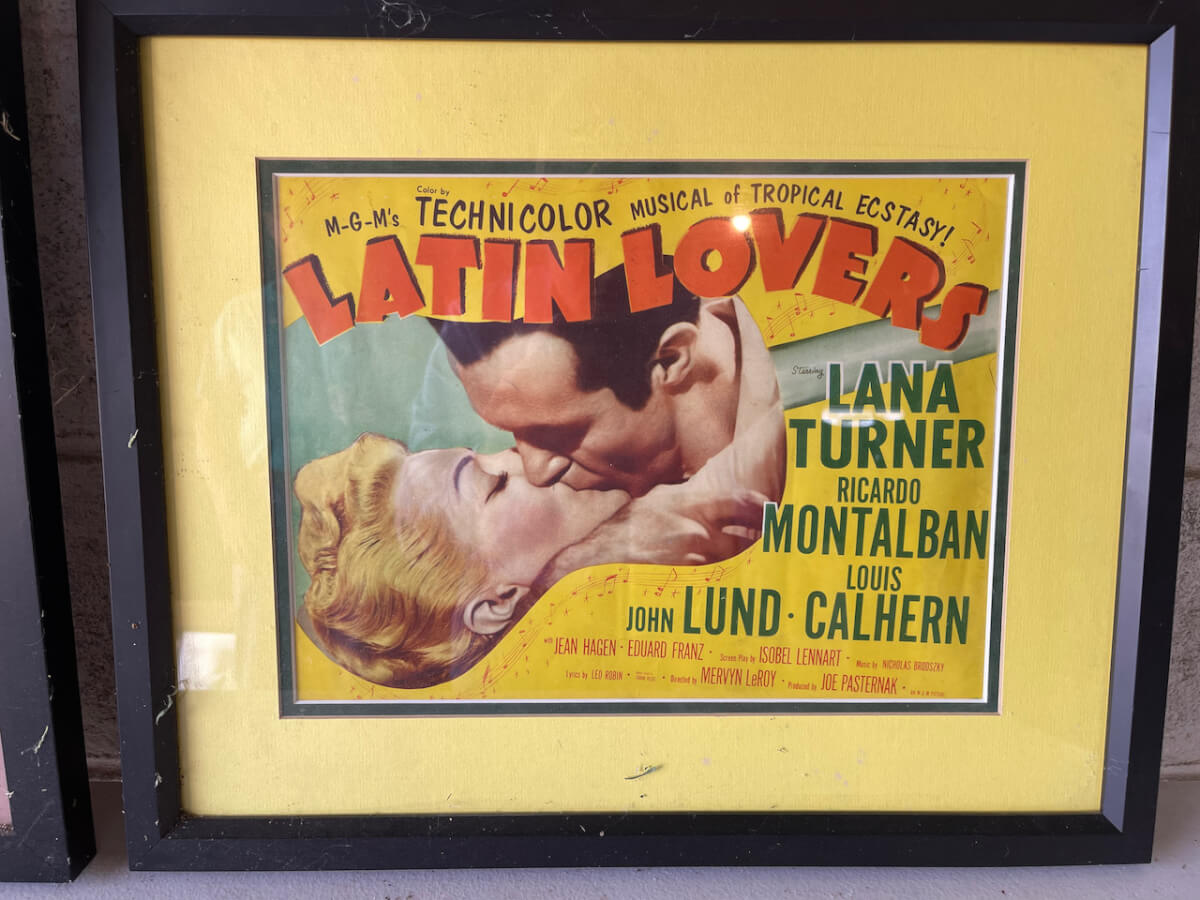 Color by
M-G-M's TECHNICOLOR MUSICAL of TROPICAL ECSTASY!
LATIN LOVERS
Starring
LANA
TURNER
RICARDO
MONTALBAN
LOUIS
JOHN LUND · CALHERN
with JEAN HAGEN · EDUARD FRANZ · Screen Play by ISOBEL LENNART · Music by NICHOLAS BRODSZKY
Lyrics by LEO ROBIN · Directed by MERVYN LeROY · Produced by JOE PASTERNAK · AN M-G-M PICTURE